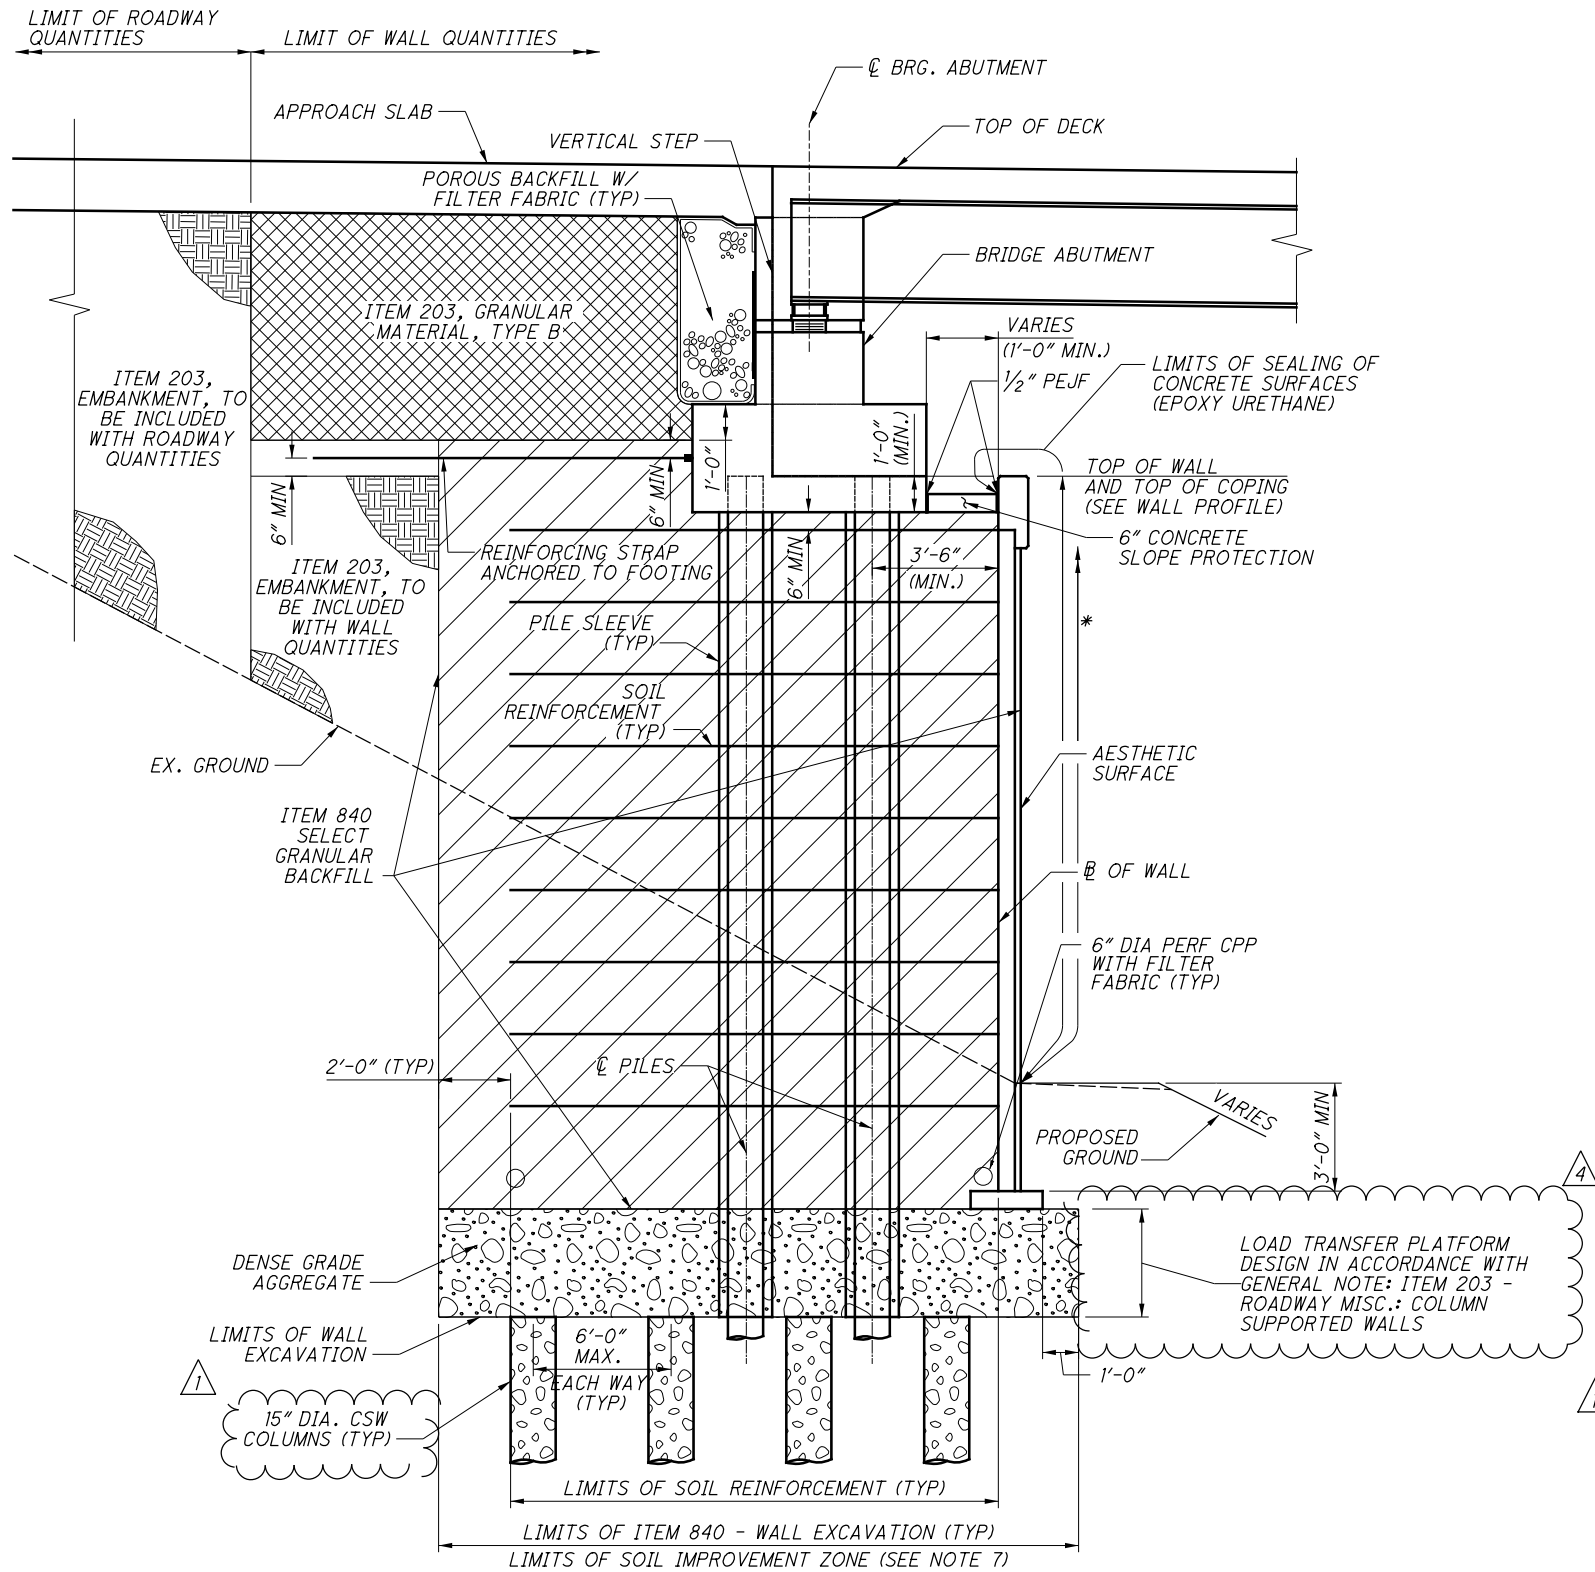 LIMIT OF ROADWAY
QUANTITIES
LIMIT OF WALL QUANTITIES
℄ BRG. ABUTMENT
APPROACH SLAB
VERTICAL STEP
TOP OF DECK
POROUS BACKFILL W/
FILTER FABRIC (TYP)
BRIDGE ABUTMENT
ITEM 203, GRANULAR
MATERIAL, TYPE B
VARIES
(1'-0" MIN.)
1/2" PEJF
LIMITS OF SEALING OF
CONCRETE SURFACES
(EPOXY URETHANE)
ITEM 203,
EMBANKMENT, TO
BE INCLUDED
WITH ROADWAY
QUANTITIES
6" MIN
6" MIN
1'-0"
1'-0"
(MIN.)
TOP OF WALL
AND TOP OF COPING
(SEE WALL PROFILE)
6" CONCRETE
SLOPE PROTECTION
REINFORCING STRAP
ANCHORED TO FOOTING
6" MIN
3'-6"
(MIN.)
ITEM 203,
EMBANKMENT, TO
BE INCLUDED
WITH WALL
QUANTITIES
PILE SLEEVE
(TYP)
*
SOIL
REINFORCEMENT
(TYP)
EX. GROUND
AESTHETIC
SURFACE
ITEM 840
SELECT
GRANULAR
BACKFILL
B̵L OF WALL
6" DIA PERF CPP
WITH FILTER
FABRIC (TYP)
2'-0" (TYP)
℄ PILES
VARIES
PROPOSED
GROUND
3'-0" MIN
4
DENSE GRADE
AGGREGATE
LOAD TRANSFER PLATFORM
DESIGN IN ACCORDANCE WITH
GENERAL NOTE: ITEM 203 -
ROADWAY MISC.: COLUMN
SUPPORTED WALLS
LIMITS OF WALL
EXCAVATION
6'-0"
MAX.
EACH WAY
(TYP)
1'-0"
1
15" DIA. CSW
COLUMNS (TYP)
LIMITS OF SOIL REINFORCEMENT (TYP)
LIMITS OF ITEM 840 - WALL EXCAVATION (TYP)
LIMITS OF SOIL IMPROVEMENT ZONE (SEE NOTE 7)